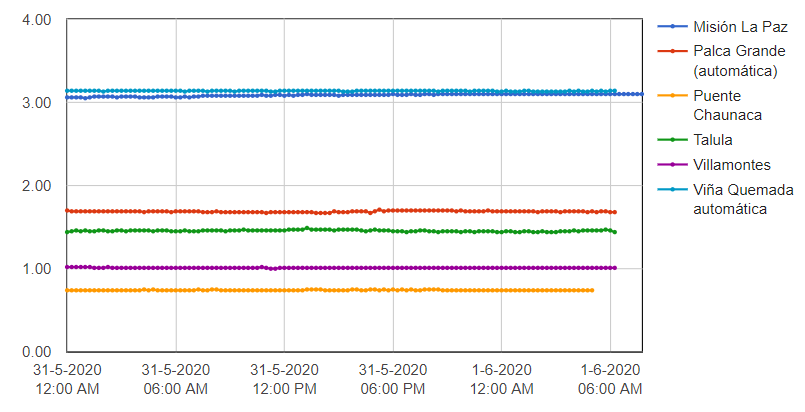 4.00
3.00
2.00
1.00
0.00
31-5-2020
12:00 AM
31-5-2020
06:00 AM
31-5-2020
12:00 PM
31-5-2020
06:00 PM
1-6-2020
12:00 AM
1-6-2020
06:00 AM
Misión La Paz
Palca Grande
(automática)
Puente
Chaunaca
Talula
Villamontes
Viña Quemada
automática